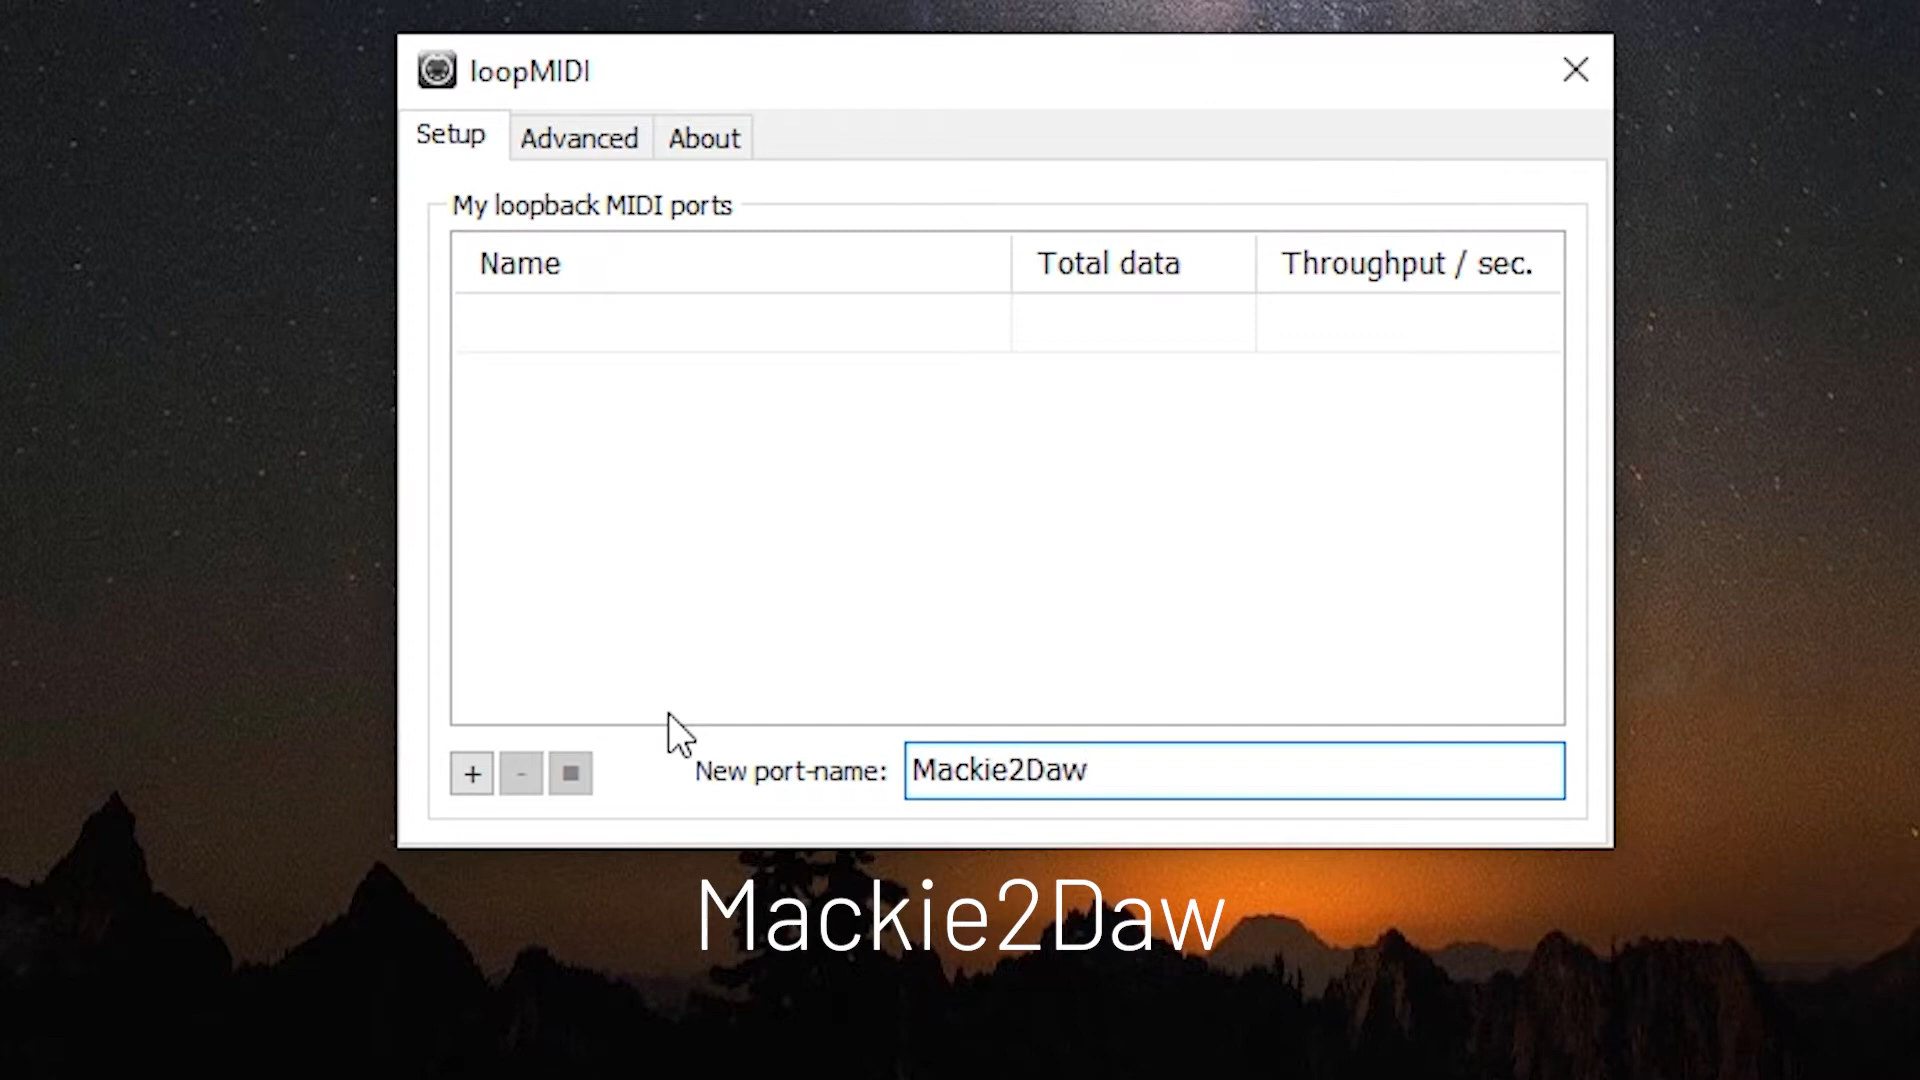 loopMIDI
Setup
Advanced
About
My loopback MIDI ports
Name
Total data
Throughput / sec.
+
-
New port-name:
Mackie2Daw
Mackie2Daw